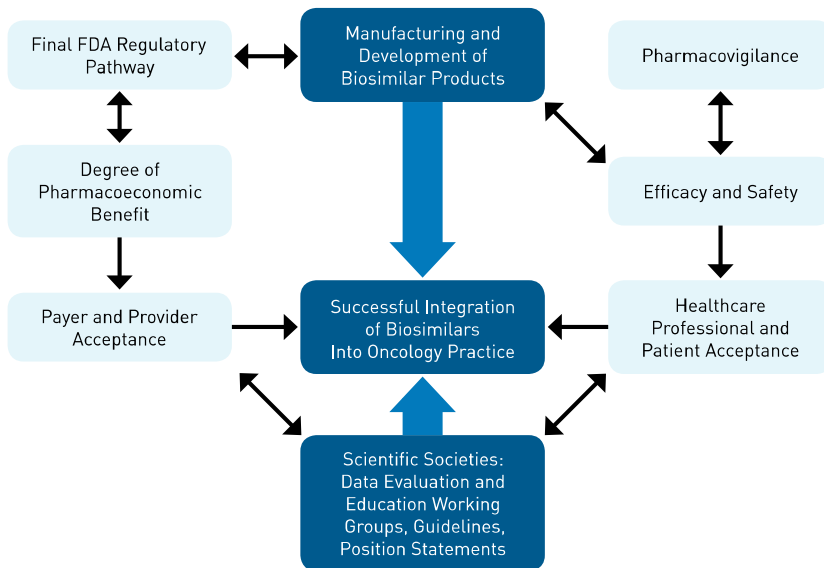 Final FDA Regulatory
Pathway
Manufacturing and
Development of
Biosimilar Products
Pharmacovigilance
Degree of
Pharmacoeconomic
Benefit
Efficacy and Safety
Payer and Provider
Acceptance
Successful Integration
of Biosimilars
Into Oncology Practice
Healthcare
Professional and
Patient Acceptance
Scientific Societies:
Data Evaluation and
Education Working
Groups, Guidelines,
Position Statements